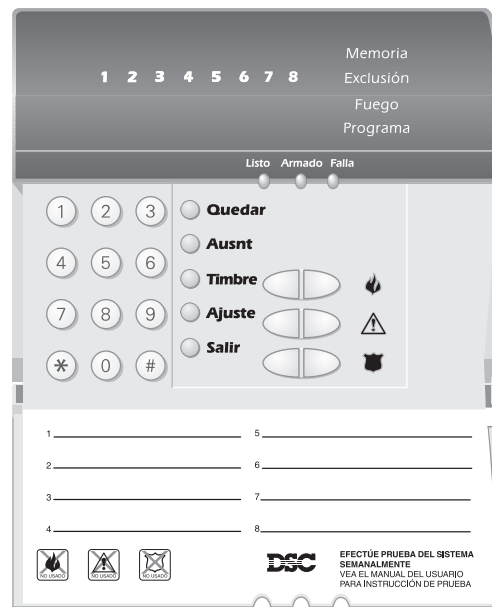 Memoria
1 2 3 4 5 6 7 8 Exclusión
Fuego
Programa
Listo Armado Falla
1 2 3 Quedar
Ausnt
4 5 6 Timbre
7 8 9 Ajuste
Salir
* 0 #
1 5
2 6
3 7
4 8
NO USADO NO USADO NO USADO
DSC
EFECTÚE PRUEBA DEL SISTEMA
SEMANALMENTE
VEA EL MANUAL DEL USUARIO
PARA INSTRUCCIÓN DE PRUEBA